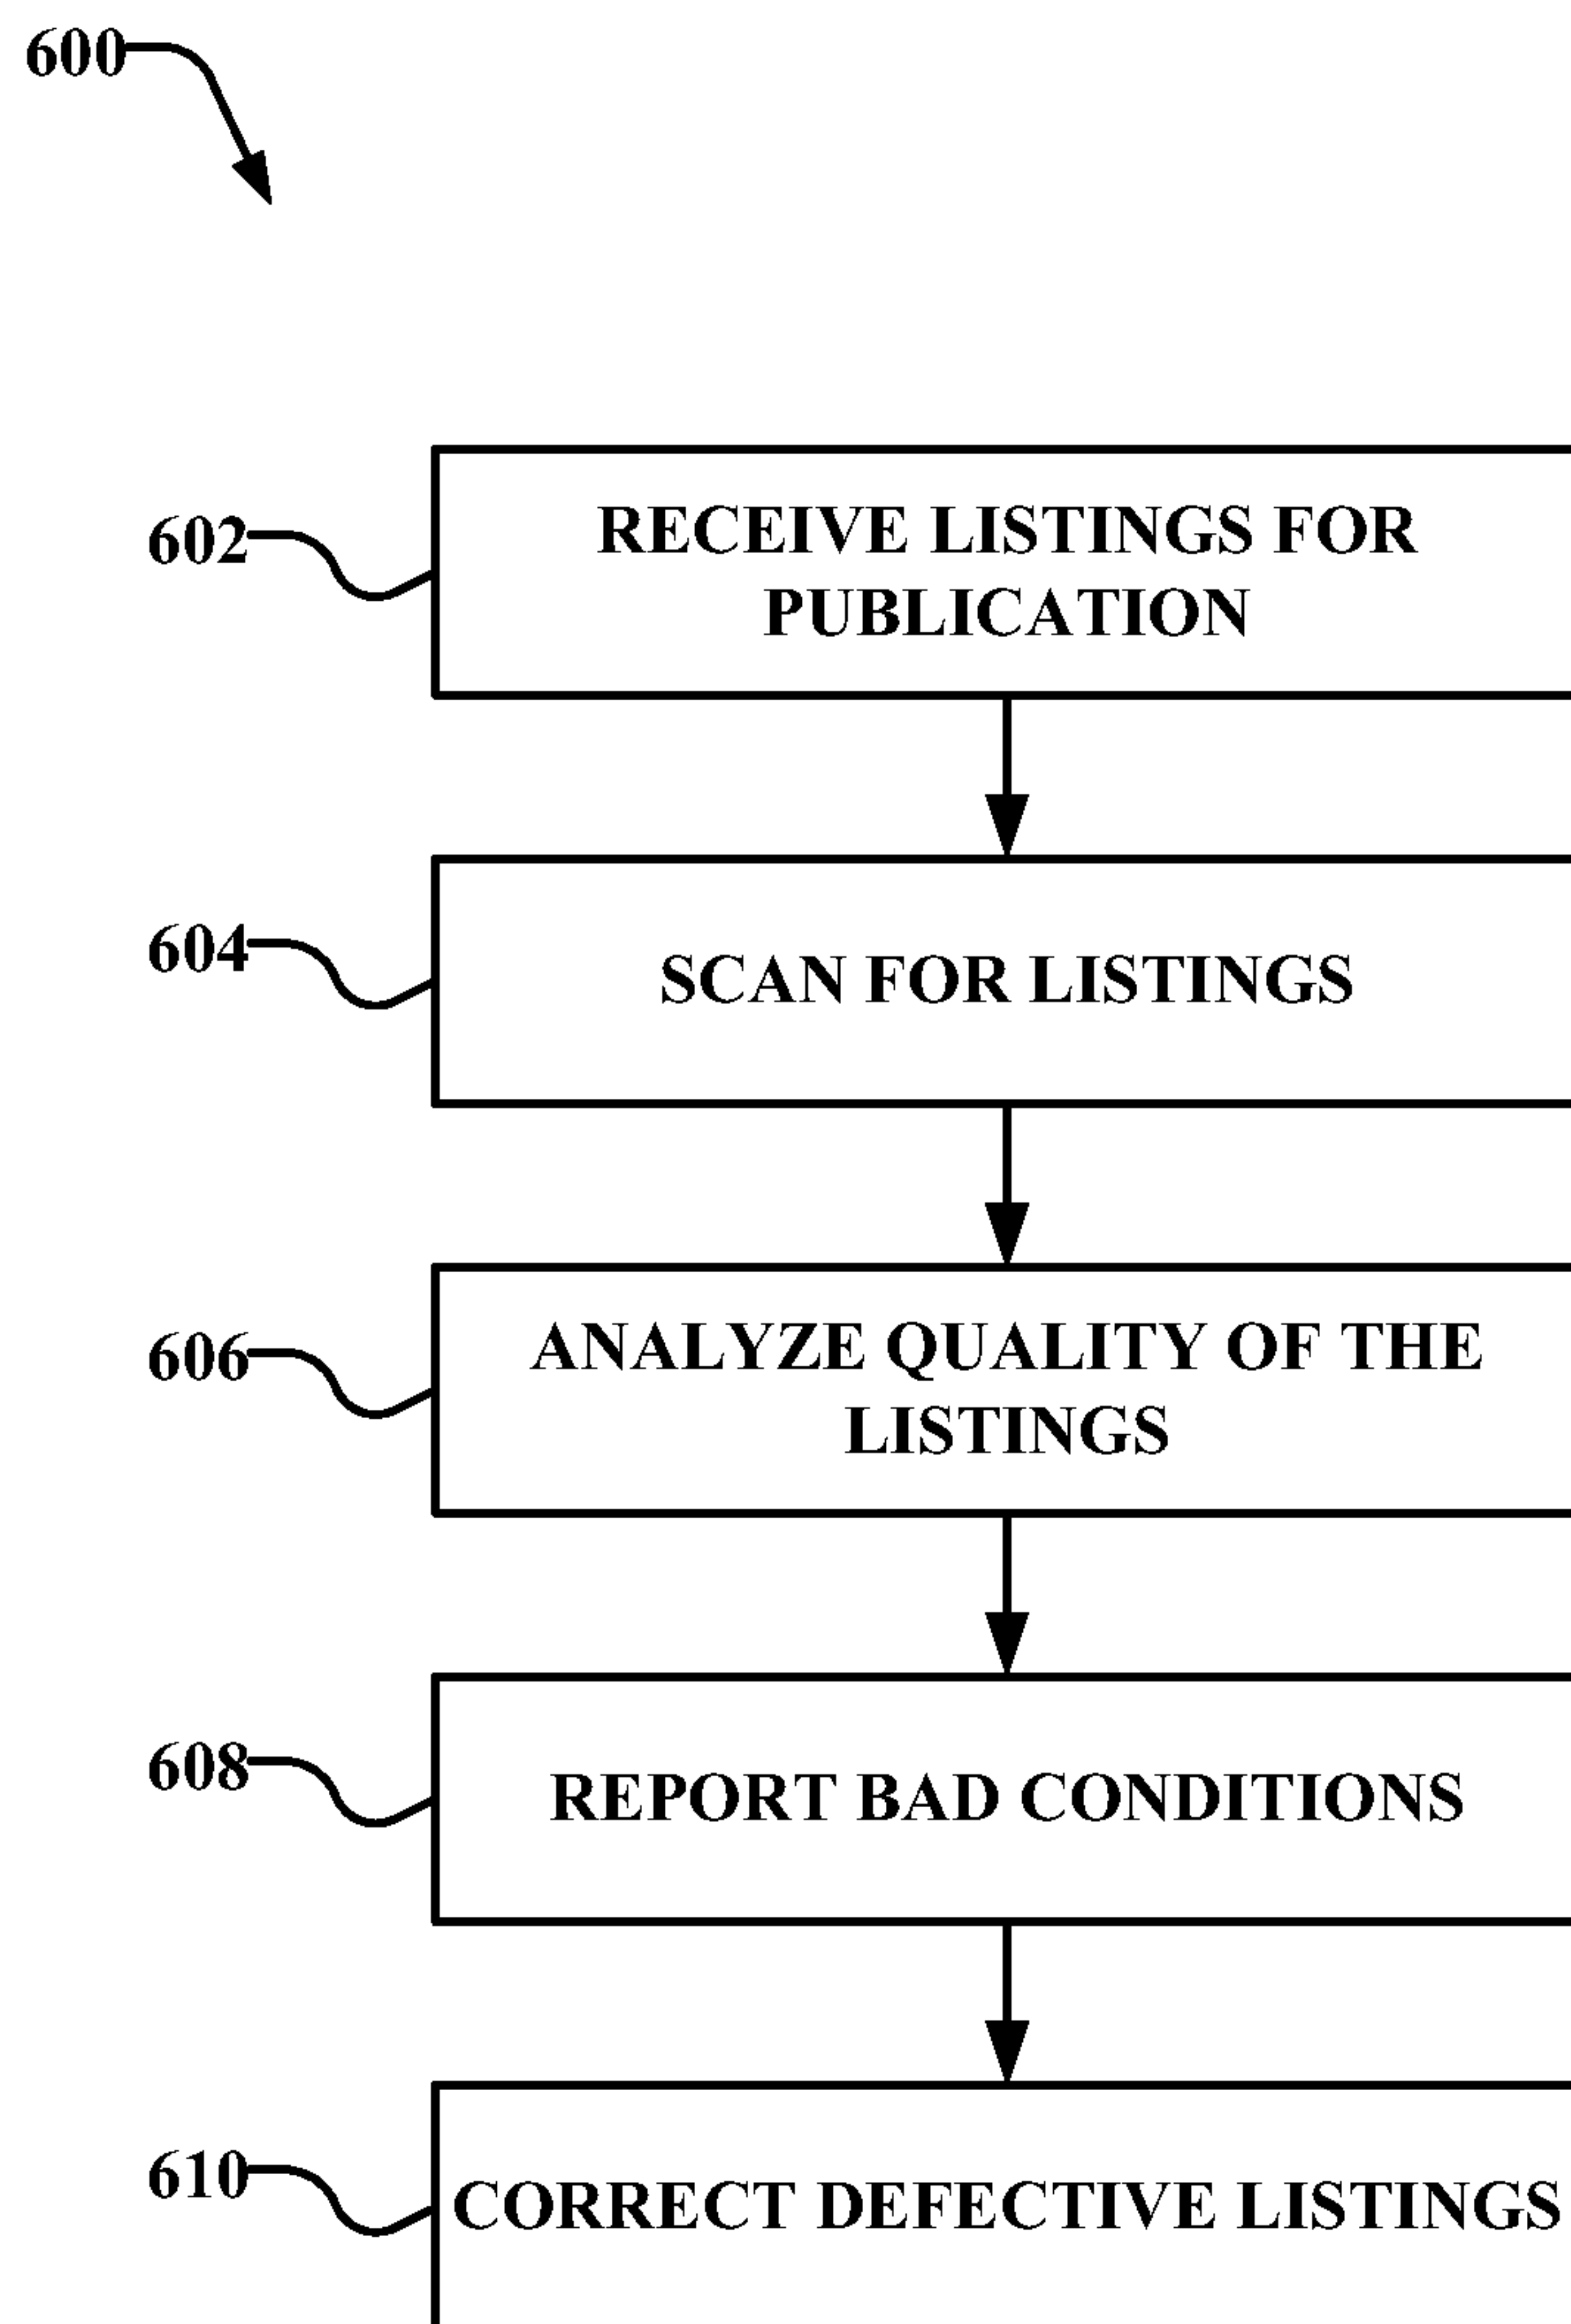 600
602
RECEIVE LISTINGS FOR
PUBLICATION
604
SCAN FOR LISTINGS
606
ANALYZE QUALITY OF THE
LISTINGS
608
REPORT BAD CONDITIONS
610
CORRECT DEFECTIVE LISTINGS